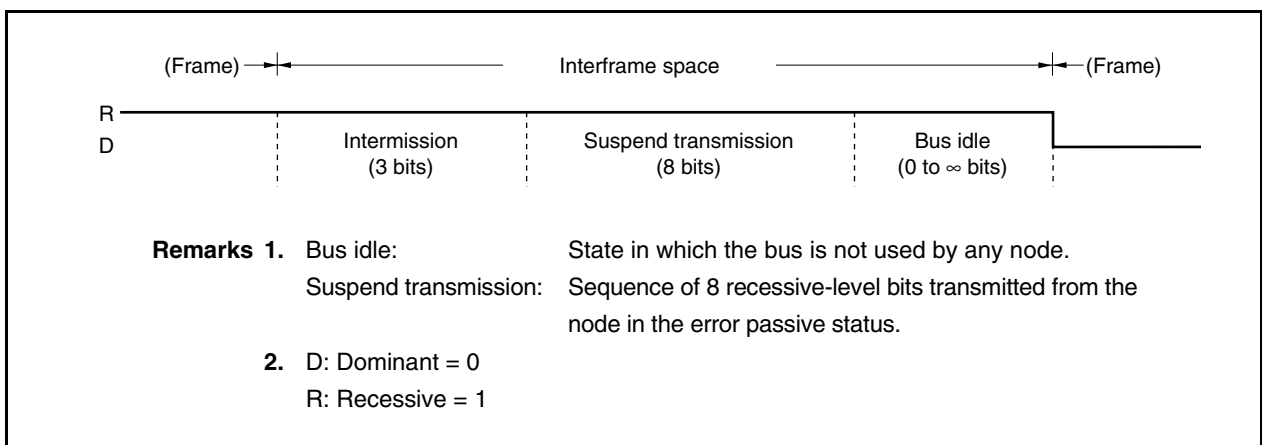 (Frame) Interframe space (Frame)
R
D
Intermission Suspend transmission Bus idle
(3 bits) (8 bits) (0 to ∞ bits)
Remarks 1. Bus idle: State in which the bus is not used by any node.
Suspend transmission: Sequence of 8 recessive-level bits transmitted from the
node in the error passive status.
2. D: Dominant = 0
R: Recessive = 1